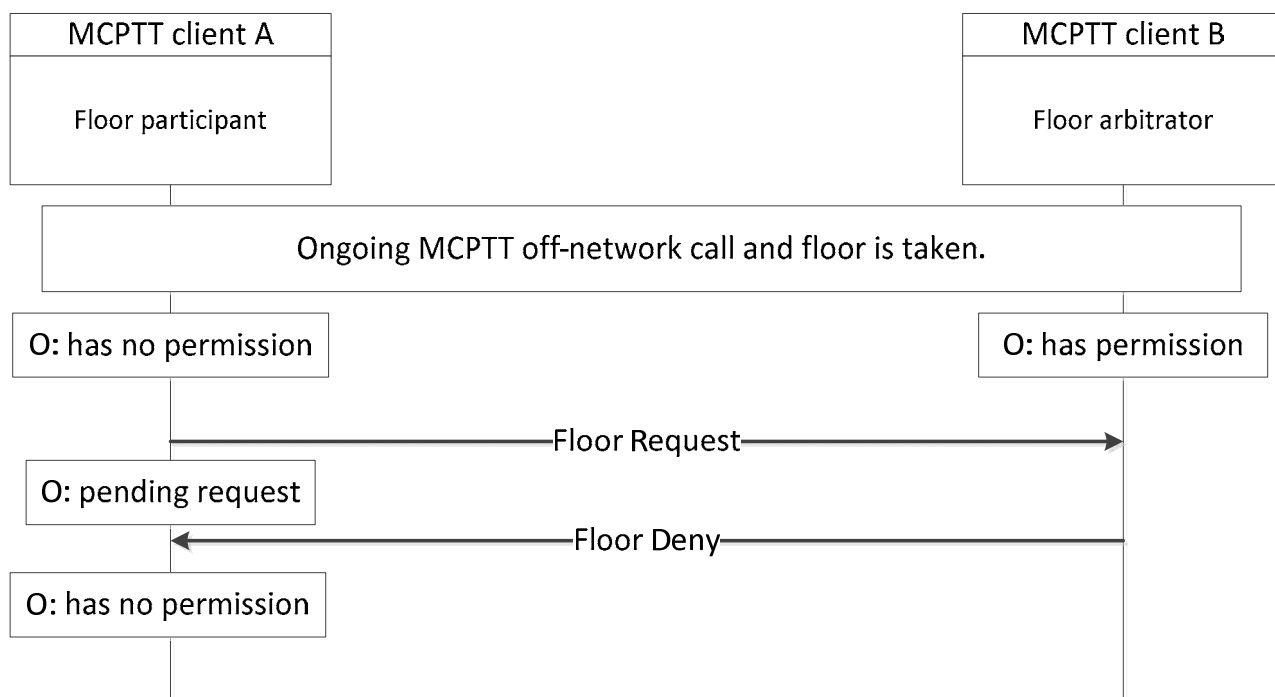 MCPTT client A
MCPTT client B
Floor participant
Floor arbitrator
Ongoing MCPTT off-network call and floor is taken.
O: has no permission
O: has permission
Floor Request
O: pending request
Floor Deny
O: has no permission